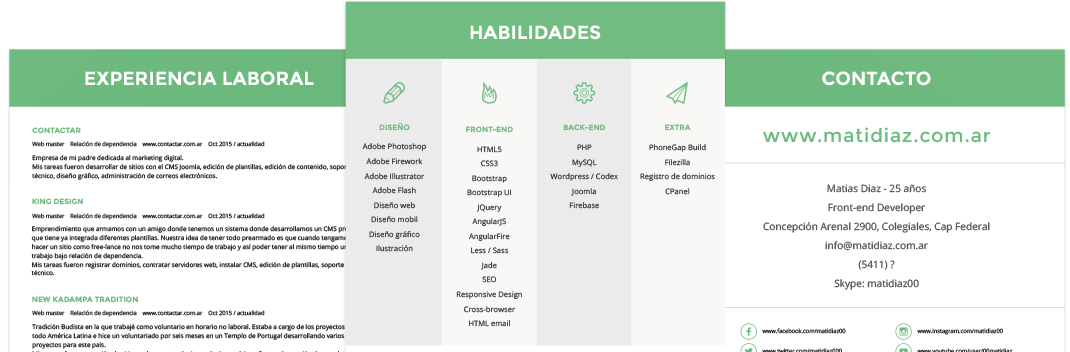 EXPERIENCIA LABORAL
CONTACTAR
Web master Relación de dependencia www.contactar.com.ar Oct 2015 / actualidad
Empresa de mi padre dedicada al marketing digital.
Mis tareas fueron desarrollar de sitios con el CMS Joomla, edición de plantillas, edición de contenido, sopor
técnico, diseño gráfico, administración de correos electrónicos.
KING DESIGN
Web master Relación de dependencia www.contactar.com.ar Oct 2015 / actualidad
Emprendimiento que armamos con un amigo donde tenemos un sistema donde desarrollamos un CMS pr
que tiene ya integrada diferentes plantillas. Nuestra idea de tener todo prearmado es que cuando tengamo
hacer un sitio como free-lance no nos tome mucho tiempo de trabajo y así poder tener al mismo tiempo u
trabajo bajo relación de dependencia.
Mis tareas fueron registrar dominios, contratar servidores web, instalar CMS, edición de plantillas, soporte
técnico.
NEW KADAMPA TRADITION
Web master Relación de dependencia www.contactar.com.ar Oct 2015 / actualidad
Tradición Budista en la que trabajé como voluntario en horario no laboral. Estaba a cargo de los proyectos
todo América Latina e hice un voluntariado por seis meses en un Templo de Portugal desarrollando varios
proyectos para este país.
HABILIDADES
DISEÑO
Adobe Photoshop
Adobe Firework
Adobe Illustrator
Adobe Flash
Diseño web
Diseño mobil
Diseño gráfico
Ilustración
FRONT-END
HTML5
CSS3
Bootstrap
Bootstrap UI
JQuery
AngularJS
AngularFire
Less / Sass
Jade
SEO
Responsive Design
Cross-browser
HTML email
BACK-END
PHP
MySQL
Wordpress / Codex
Joomla
Firebase
EXTRA
PhoneGap Build
Filezilla
Registro de dominios
CPanel
CONTACTO
www.matidiaz.com.ar
Matias Diaz - 25 años
Front-end Developer
Concepción Arenal 2900, Colegiales, Cap Federal
info@matidiaz.com.ar
(5411) ?
Skype: matidiaz00
www.facebook.com/matidiaz00
www.instagram.com/matidiaz00
www.twitter.com/matidiaz00
www.youtube.com/user/00matidiaz